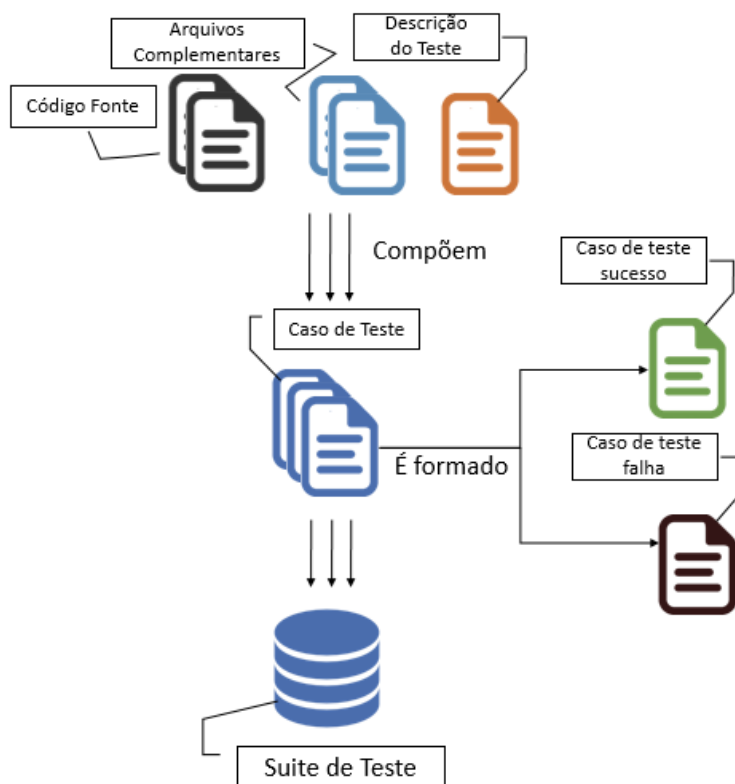 Arquivos
Complementares
Descrição
do Teste
Código Fonte
Compõem
Caso de teste
sucesso
Caso de Teste
É formado
Caso de teste
falha
Suite de Teste